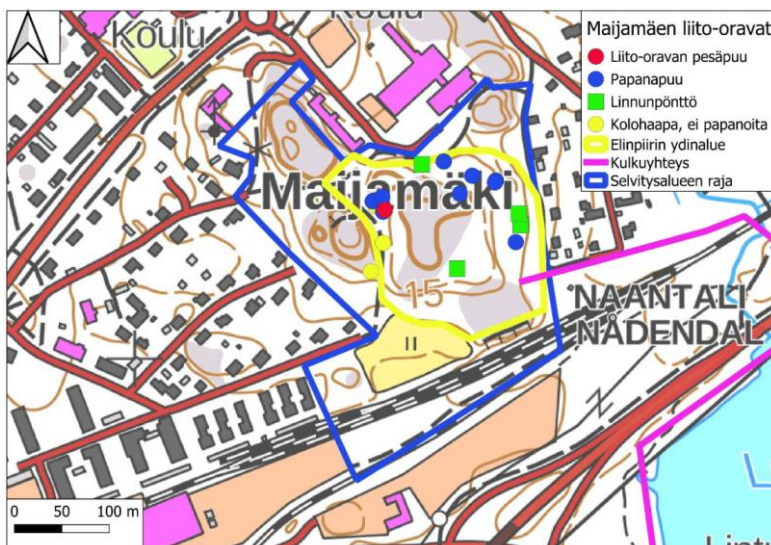 Koulu
Koulu
Maijamäen liito-oravat
Liito-oravan pesäpuu
Papanapuu
Linnunpönttö
Kolohaapa, ei papanoita
Elinpiirin ydinalue
Kulkuyhteys
Selvitysalueen raja
Maijamäki
15
NAANTALI
NÅDENDAL
II
0 50 100 m